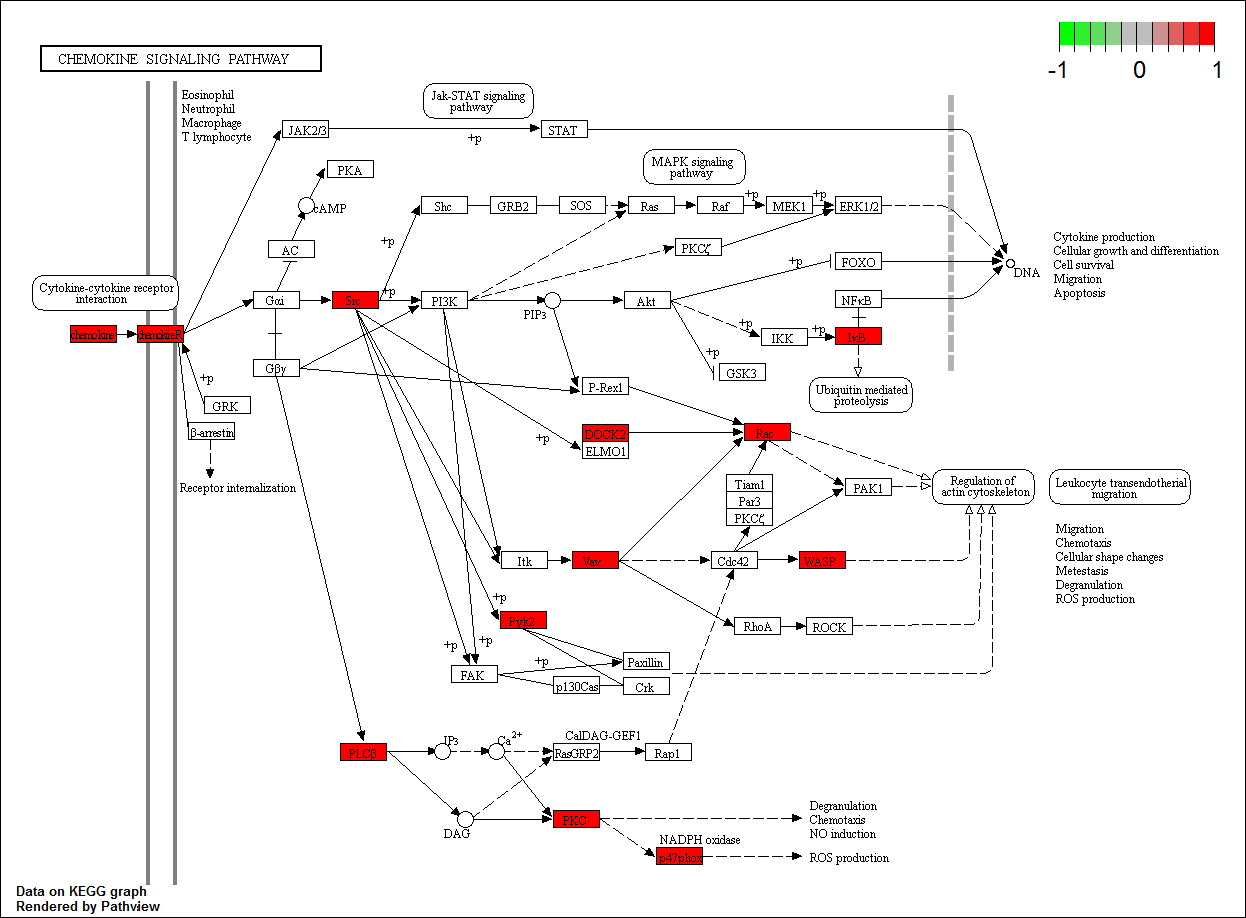 -1 0 1
CHEMOKINE SIGNALING PATHWAY
Eosinophil
Neutrophil
Macrophage
T lymphocyte
Jak-STAT signaling
pathway
JAK2/3
+p
STAT
PKA
cAMP
AC
MAPK signaling
pathway
Shc
GRB2
SOS
Ras
Raf
+p
MEK1
+p
ERK1/2
+p
PKCζ
Cytokine production
Cellular growth and differentiation
Cell survival
Migration
Apoptosis
DNA
+p
FOXO
Cytokine-cytokine receptor
interaction
chemokine
chemokineR
Gαi
Src
+p
PI3K
PIP3
Akt
NFκB
+p
IKK
+p
IκB
+p
GSK3
Ubiquitin mediated
proteolysis
Gβγ
+p
GRK
β-arrestin
Receptor internalization
P-Rex1
+p
DOCK2
ELMO1
Rac
Tiam1
Par3
PKCζ
PAK1
Regulation of
actin cytoskeleton
Leukocyte transendotherial
migration
Migration
Chemotaxis
Cellular shape changes
Metestasis
Degranulation
ROS production
Itk
Vav
Cdc42
WASP
+p
Pyk2
RhoA
ROCK
+p
+p
FAK
+p
Paxillin
p130Cas
Crk
PLCβ
IP3
Ca2+
CalDAG-GEF1
RasGRP2
Rap1
DAG
PKC
Degranulation
Chemotaxis
NO induction
NADPH oxidase
p47phox
ROS production
Data on KEGG graph
Rendered by Pathview